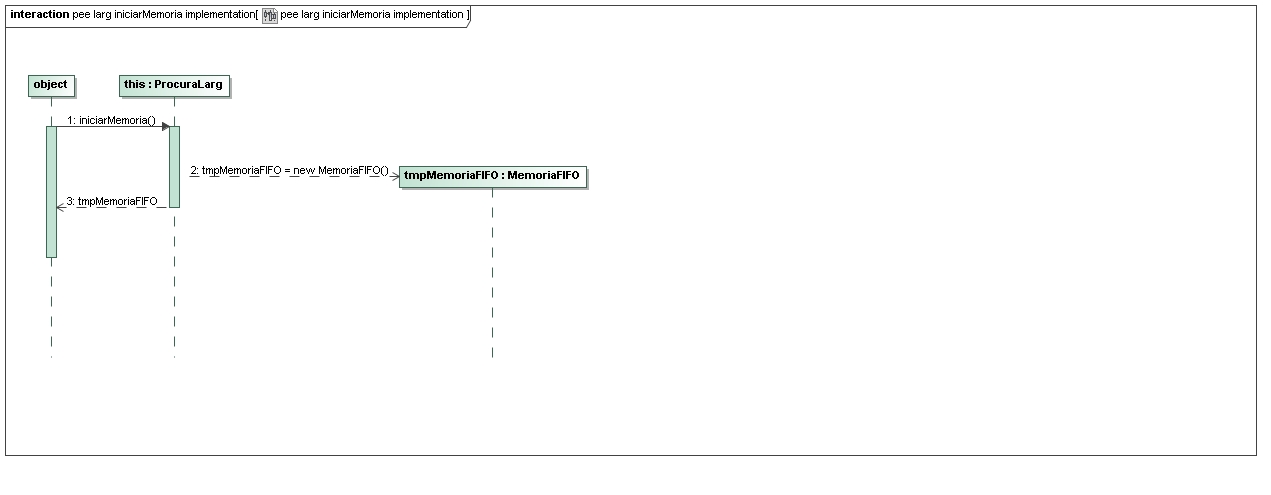 interaction pee larg iniciarMemoria implementation[ pee larg iniciarMemoria implementation ]
object
this : ProcuraLarg
1: iniciarMemoria()
2: tmpMemoriaFIFO = new MemoriaFIFO()
tmpMemoriaFIFO : MemoriaFIFO
3: tmpMemoriaFIFO